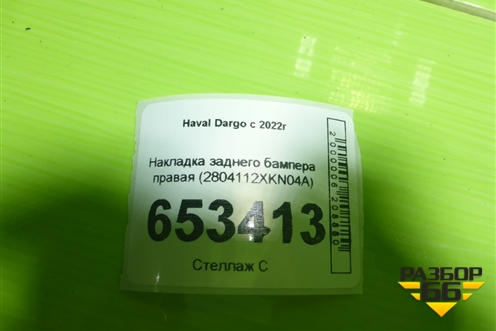 Haval Dargo с 2022г
Накладка заднего бампера
правая (2804112XKN04A)
653413
Стеллаж С
РАЗБОР
66